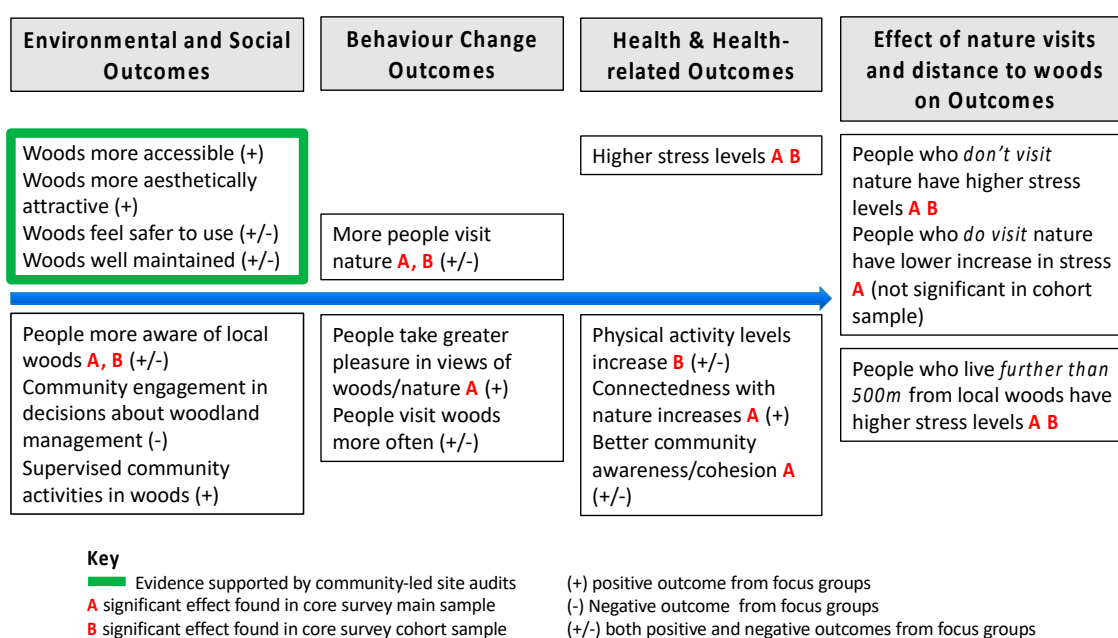 Environmental and Social
Outcomes
Behaviour Change
Outcomes
Health & Health-
related Outcomes
Effect of nature visits
and distance to woods
on Outcomes
Woods more accessible (+)
Woods more aesthetically
attractive (+)
Woods feel safer to use (+/-)
Woods well maintained (+/-)
More people visit
nature A, B (+/-)
Higher stress levels A B
People who don't visit
nature have higher stress
levels A B
People who do visit nature
have lower increase in stress
A (not significant in cohort
sample)
People more aware of local
woods A, B (+/-)
Community engagement in
decisions about woodland
management (-)
Supervised community
activities in woods (+)
People take greater
pleasure in views of
woods/nature A (+)
People visit woods
more often (+/-)
Physical activity levels
increase B (+/-)
Connectedness with
nature increases A (+)
Better community
awareness/cohesion A
(+/-)
People who live further than
500m from local woods have
higher stress levels A B
Key
Evidence supported by community-led site audits
A significant effect found in core survey main sample
B significant effect found in core survey cohort sample
(+) positive outcome from focus groups
(-) Negative outcome from focus groups
(+/-) both positive and negative outcomes from focus groups